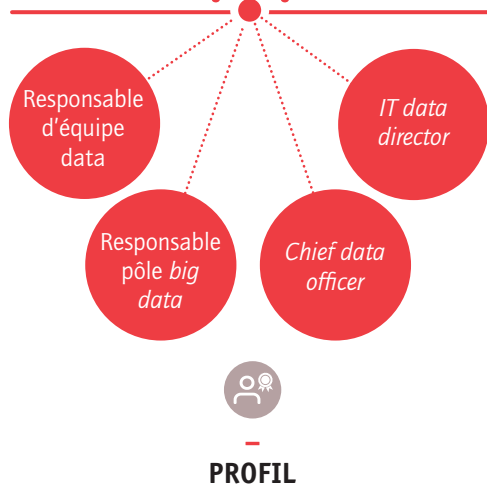 Responsable
d'équipe
data
IT data
director
Responsable
pôle big
data
Chief data
officer
PROFIL